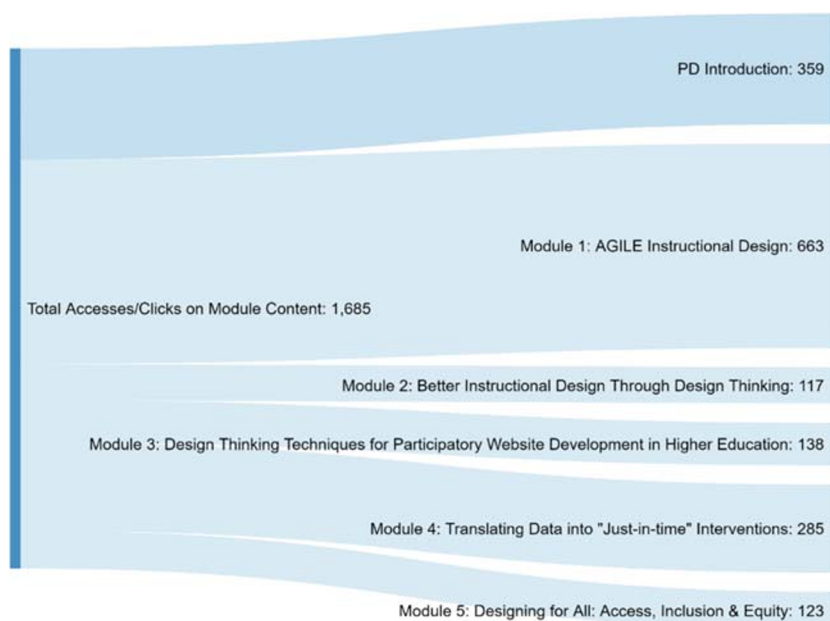 PD Introduction: 359
Module 1: AGILE Instructional Design: 663
Total Accesses/Clicks on Module Content: 1,685
Module 2: Better Instructional Design Through Design Thinking: 117
Module 3: Design Thinking Techniques for Participatory Website Development in Higher Education: 138
Module 4: Translating Data into "Just-in-time" Interventions: 285
Module 5: Designing for All: Access, Inclusion & Equity: 123